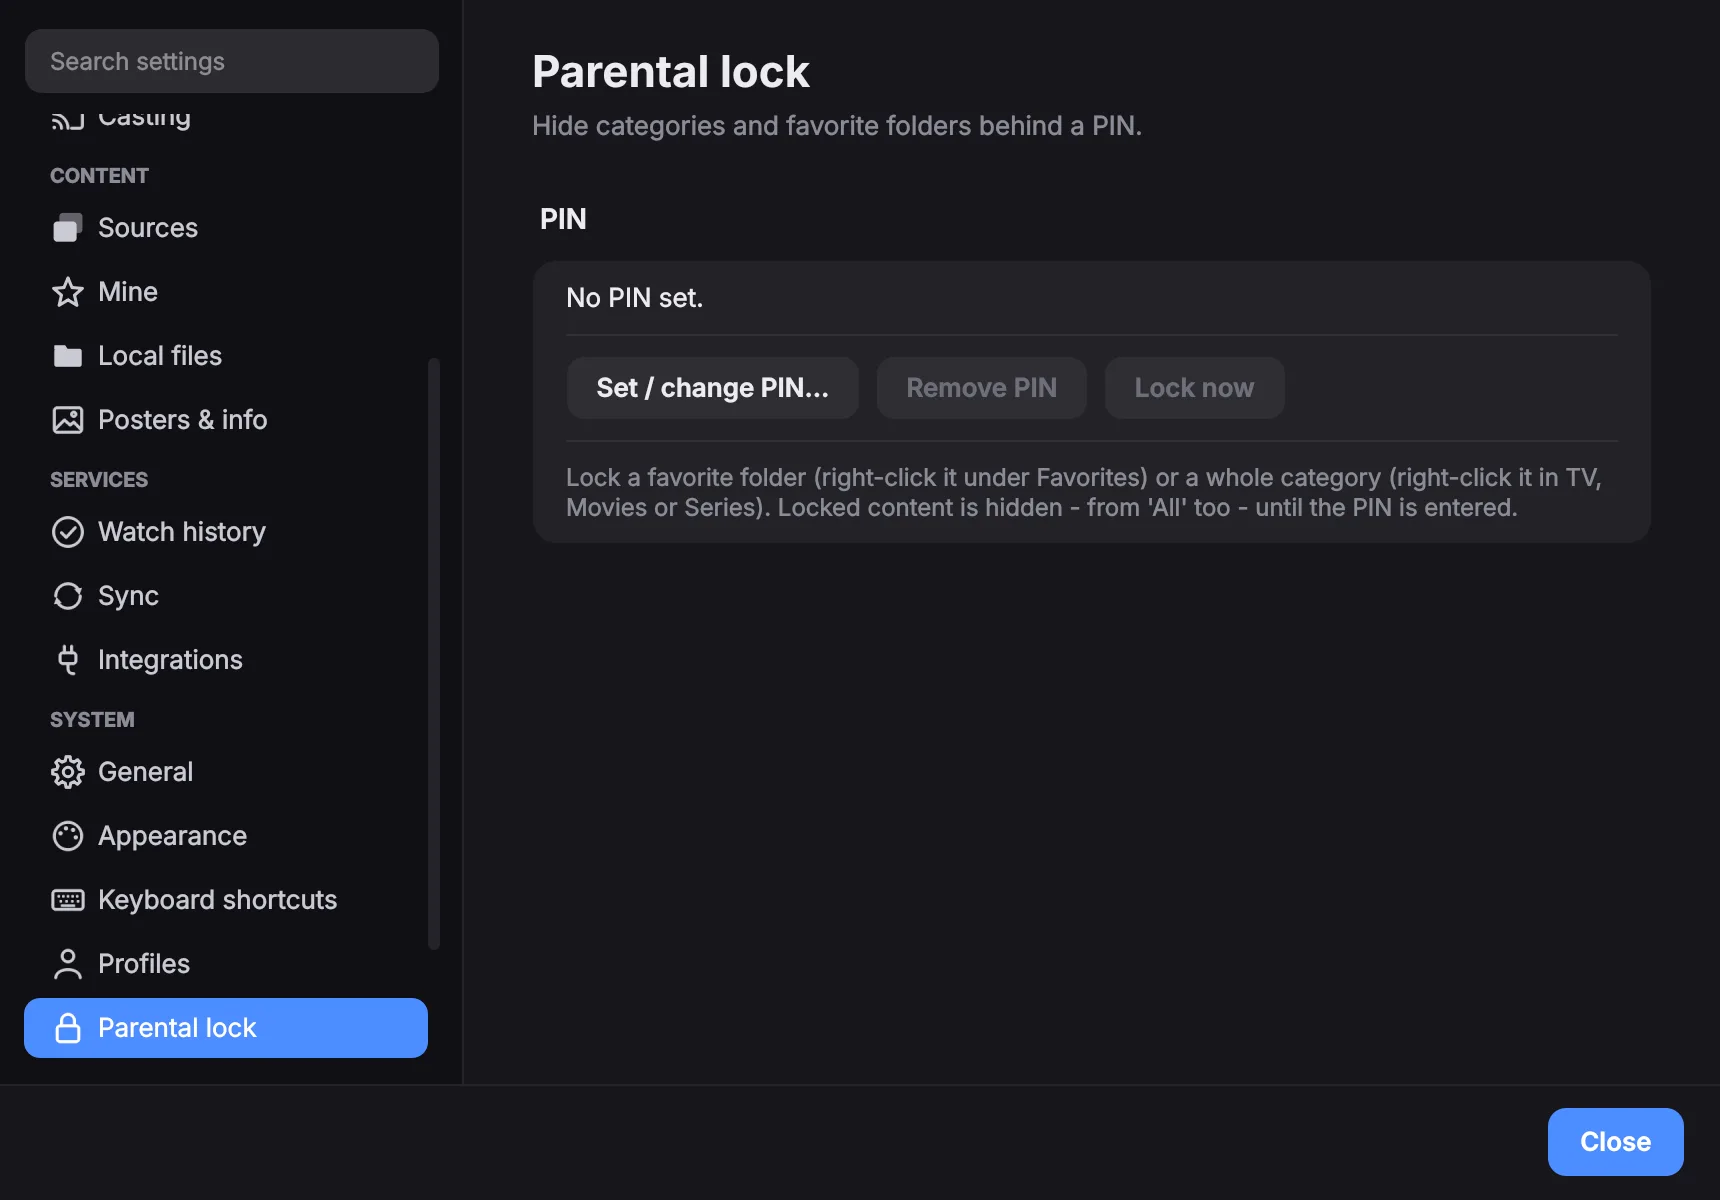 Search settings
Casting
CONTENT
Sources
Mine
Local files
Posters & info
SERVICES
Watch history
Sync
Integrations
SYSTEM
General
Appearance
Keyboard shortcuts
Profiles
Parental lock
Parental lock
Hide categories and favorite folders behind a PIN.
PIN
No PIN set.
Set / change PIN...
Remove PIN
Lock now
Lock a favorite folder (right-click it under Favorites) or a whole category (right-click it in TV,
Movies or Series). Locked content is hidden - from 'All' too - until the PIN is entered.
Close